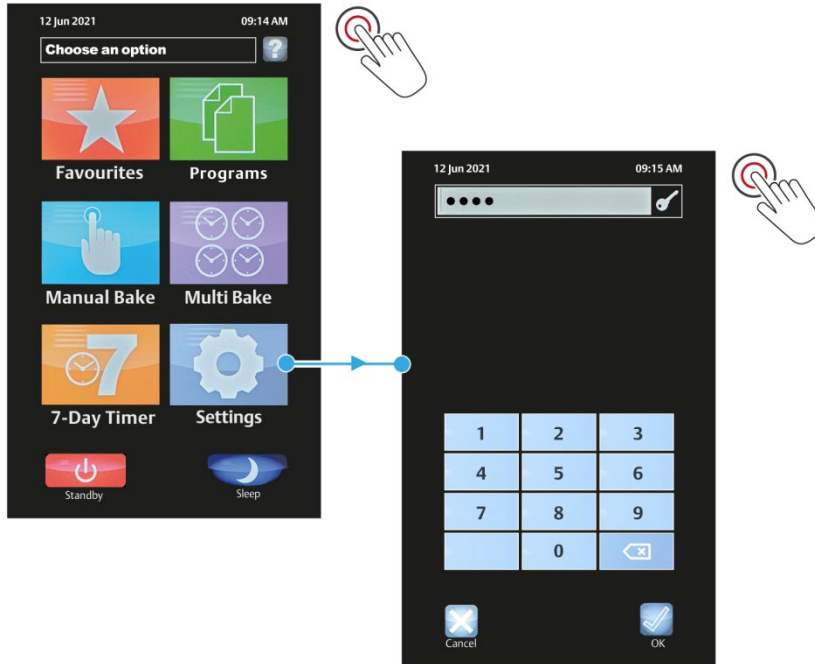 12 Jun 2021 09:14 AM
Choose an option ?
Favourites Programs
Manual Bake Multi Bake
7
7-Day Timer Settings
Standby Sleep
12 Jun 2021 09:15 AM
1 2 3
4 5 6
7 8 9
0
Cancel OK